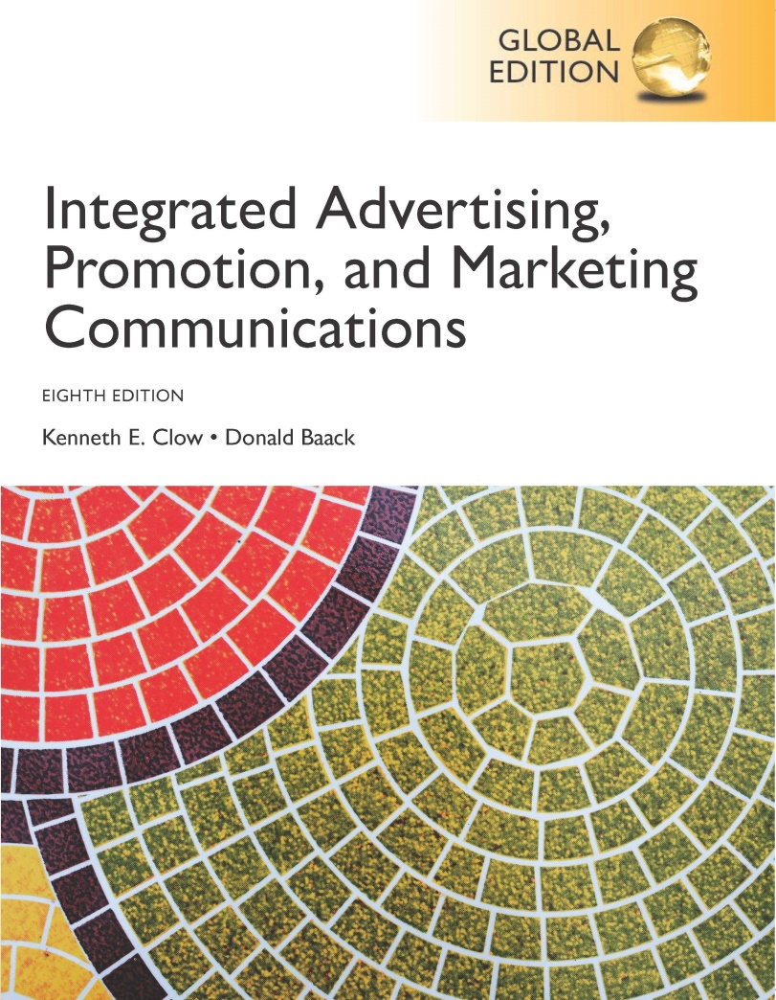 GLOBAL
EDITION
Integrated Advertising,
Promotion, and Marketing
Communications
EIGHTH EDITION
Kenneth E. Clow • Donald Baack